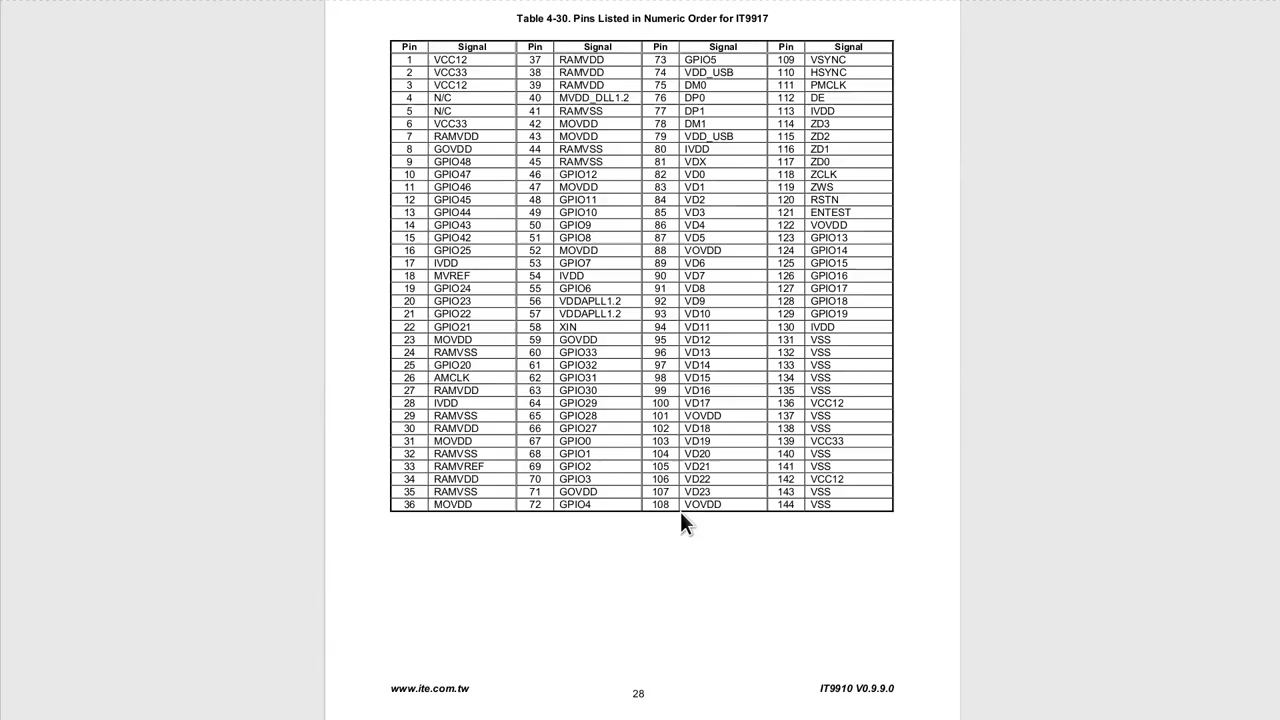 Table 4-30. Pins Listed in Numeric Order for IT9917
Pin Signal Pin Signal Pin Signal Pin Signal
1 VCC12 37 RAMVDD 73 GPIO5 109 VSYNC
2 VCC33 38 RAMVDD 74 VDD_USB 110 HSYNC
3 VCC12 39 RAMVDD 75 DM0 111 PMCLK
4 N/C 40 MVDD_DLL1.2 76 DP0 112 DE
5 N/C 41 RAMVSS 77 DP1 113 IVDD
6 VCC33 42 MOVDD 78 DM1 114 ZD3
7 RAMVDD 43 MOVDD 79 VDD_USB 115 ZD2
8 GOVDD 44 RAMVSS 80 IVDD 116 ZD1
9 GPIO48 45 RAMVSS 81 VDX 117 ZD0
10 GPIO47 46 GPIO12 82 VD0 118 ZCLK
11 GPIO46 47 MOVDD 83 VD1 119 ZWS
12 GPIO45 48 GPIO11 84 VD2 120 RSTN
13 GPIO44 49 GPIO10 85 VD3 121 ENTEST
14 GPIO43 50 GPIO9 86 VD4 122 VOVDD
15 GPIO42 51 GPIO8 87 VD5 123 GPIO13
16 GPIO25 52 MOVDD 88 VOVDD 124 GPIO14
17 IVDD 53 GPIO7 89 VD6 125 GPIO15
18 MVREF 54 IVDD 90 VD7 126 GPIO16
19 GPIO24 55 GPIO6 91 VD8 127 GPIO17
20 GPIO23 56 VDDAPLL1.2 92 VD9 128 GPIO18
21 GPIO22 57 VDDAPLL1.2 93 VD10 129 GPIO19
22 GPIO21 58 XIN 94 VD11 130 IVDD
23 MOVDD 59 GOVDD 95 VD12 131 VSS
24 RAMVSS 60 GPIO33 96 VD13 132 VSS
25 GPIO20 61 GPIO32 97 VD14 133 VSS
26 AMCLK 62 GPIO31 98 VD15 134 VSS
27 RAMVDD 63 GPIO30 99 VD16 135 VSS
28 IVDD 64 GPIO29 100 VD17 136 VCC12
29 RAMVSS 65 GPIO28 101 VOVDD 137 VSS
30 RAMVDD 66 GPIO27 102 VD18 138 VSS
31 MOVDD 67 GPIO0 103 VD19 139 VCC33
32 RAMVSS 68 GPIO1 104 VD20 140 VSS
33 RAMVREF 69 GPIO2 105 VD21 141 VSS
34 RAMVDD 70 GPIO3 106 VD22 142 VCC12
35 RAMVSS 71 GOVDD 107 VD23 143 VSS
36 MOVDD 72 GPIO4 108 VOVDD 144 VSS
www.ite.com.tw 28 IT9910 V0.9.9.0